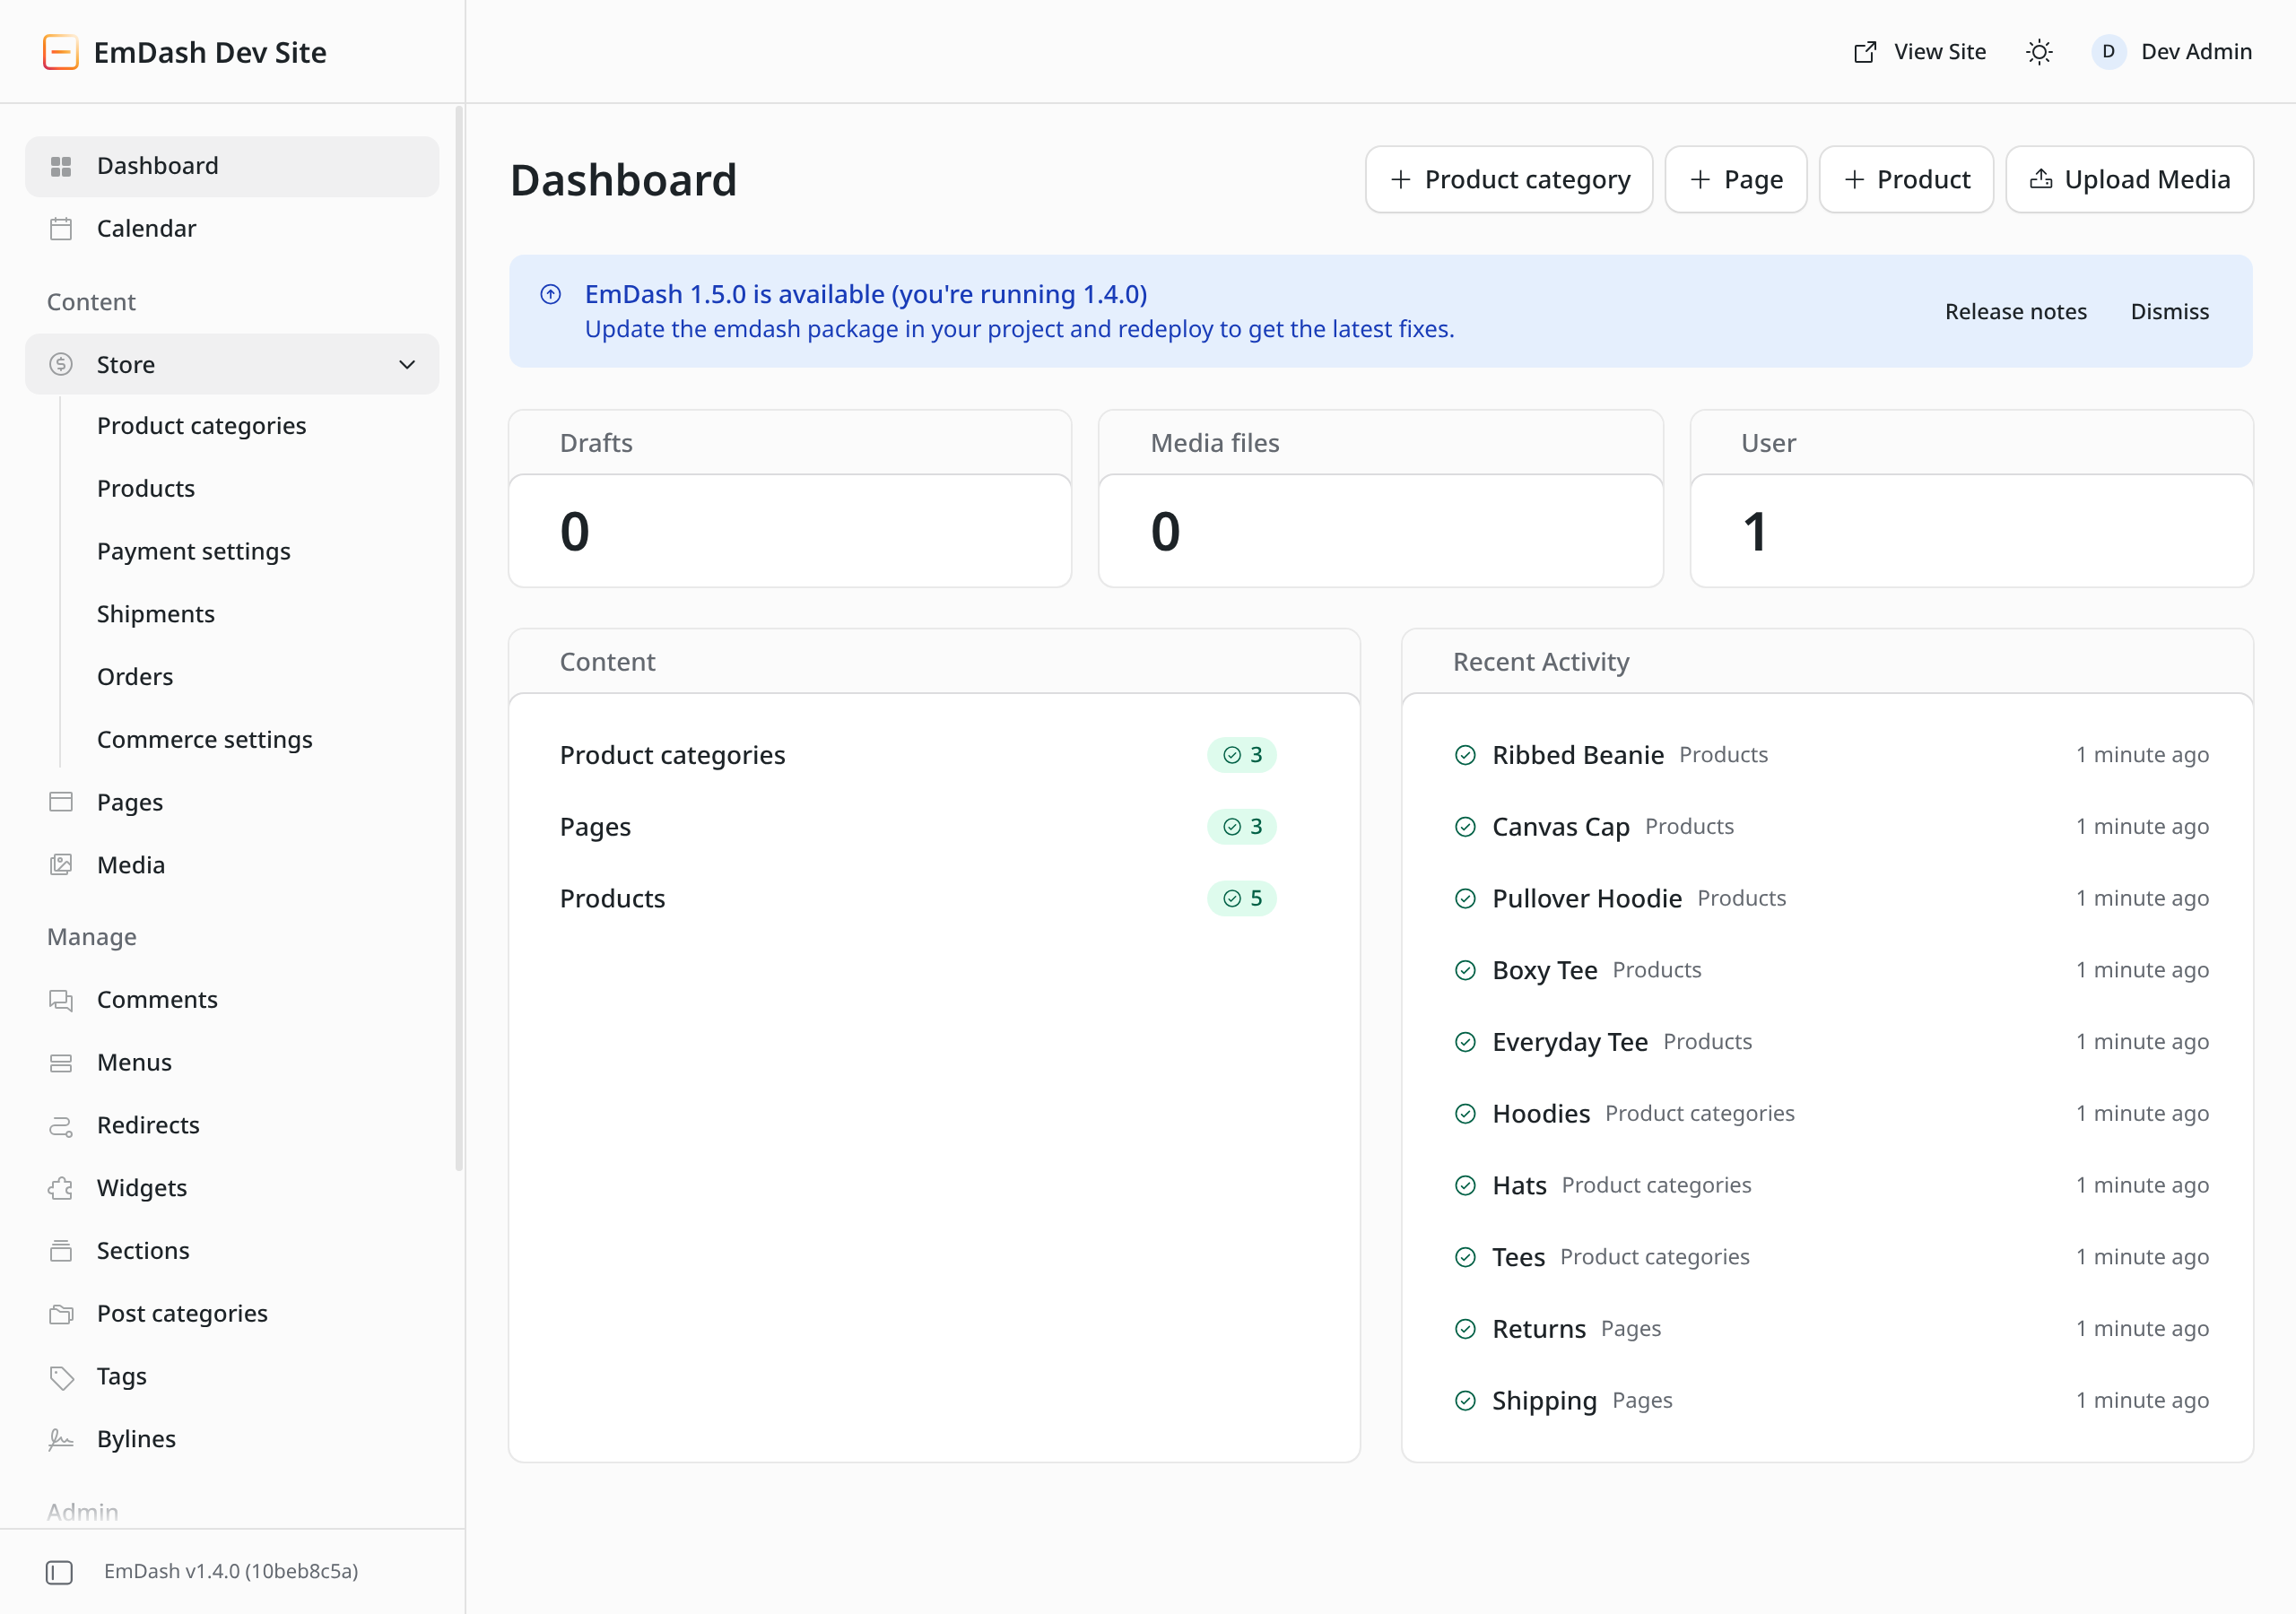 EmDash Dev Site
View Site
D
Dev Admin
Dashboard
Calendar
Content
Store
Product categories
Products
Payment settings
Shipments
Orders
Commerce settings
Pages
Media
Manage
Comments
Menus
Redirects
Widgets
Sections
Post categories
Tags
Bylines
Admin
EmDash v1.4.0 (10beb8c5a)
Dashboard
Product category
Page
Product
Upload Media
EmDash 1.5.0 is available (you're running 1.4.0)
Update the emdash package in your project and redeploy to get the latest fixes.
Release notes
Dismiss
Drafts
0
Media files
0
User
1
Content
Product categories 3
Pages 3
Products 5
Recent Activity
Ribbed Beanie Products 1 minute ago
Canvas Cap Products 1 minute ago
Pullover Hoodie Products 1 minute ago
Boxy Tee Products 1 minute ago
Everyday Tee Products 1 minute ago
Hoodies Product categories 1 minute ago
Hats Product categories 1 minute ago
Tees Product categories 1 minute ago
Returns Pages 1 minute ago
Shipping Pages 1 minute ago